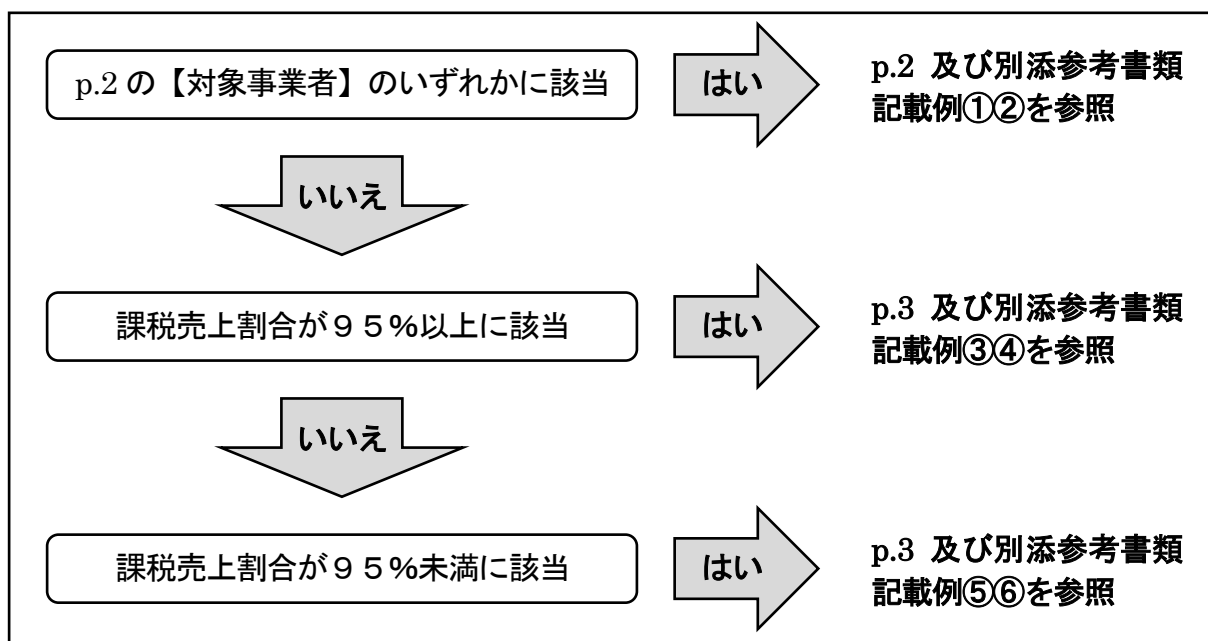 p.2 の【対象事業者】のいずれかに該当
はい
p.2 及び別添参考書類
記載例①②を参照
いいえ
課税売上割合が９５%以上に該当
はい
p.3 及び別添参考書類
記載例③④を参照
いいえ
課税売上割合が９５%未満に該当
はい
p.3 及び別添参考書類
記載例⑤⑥を参照